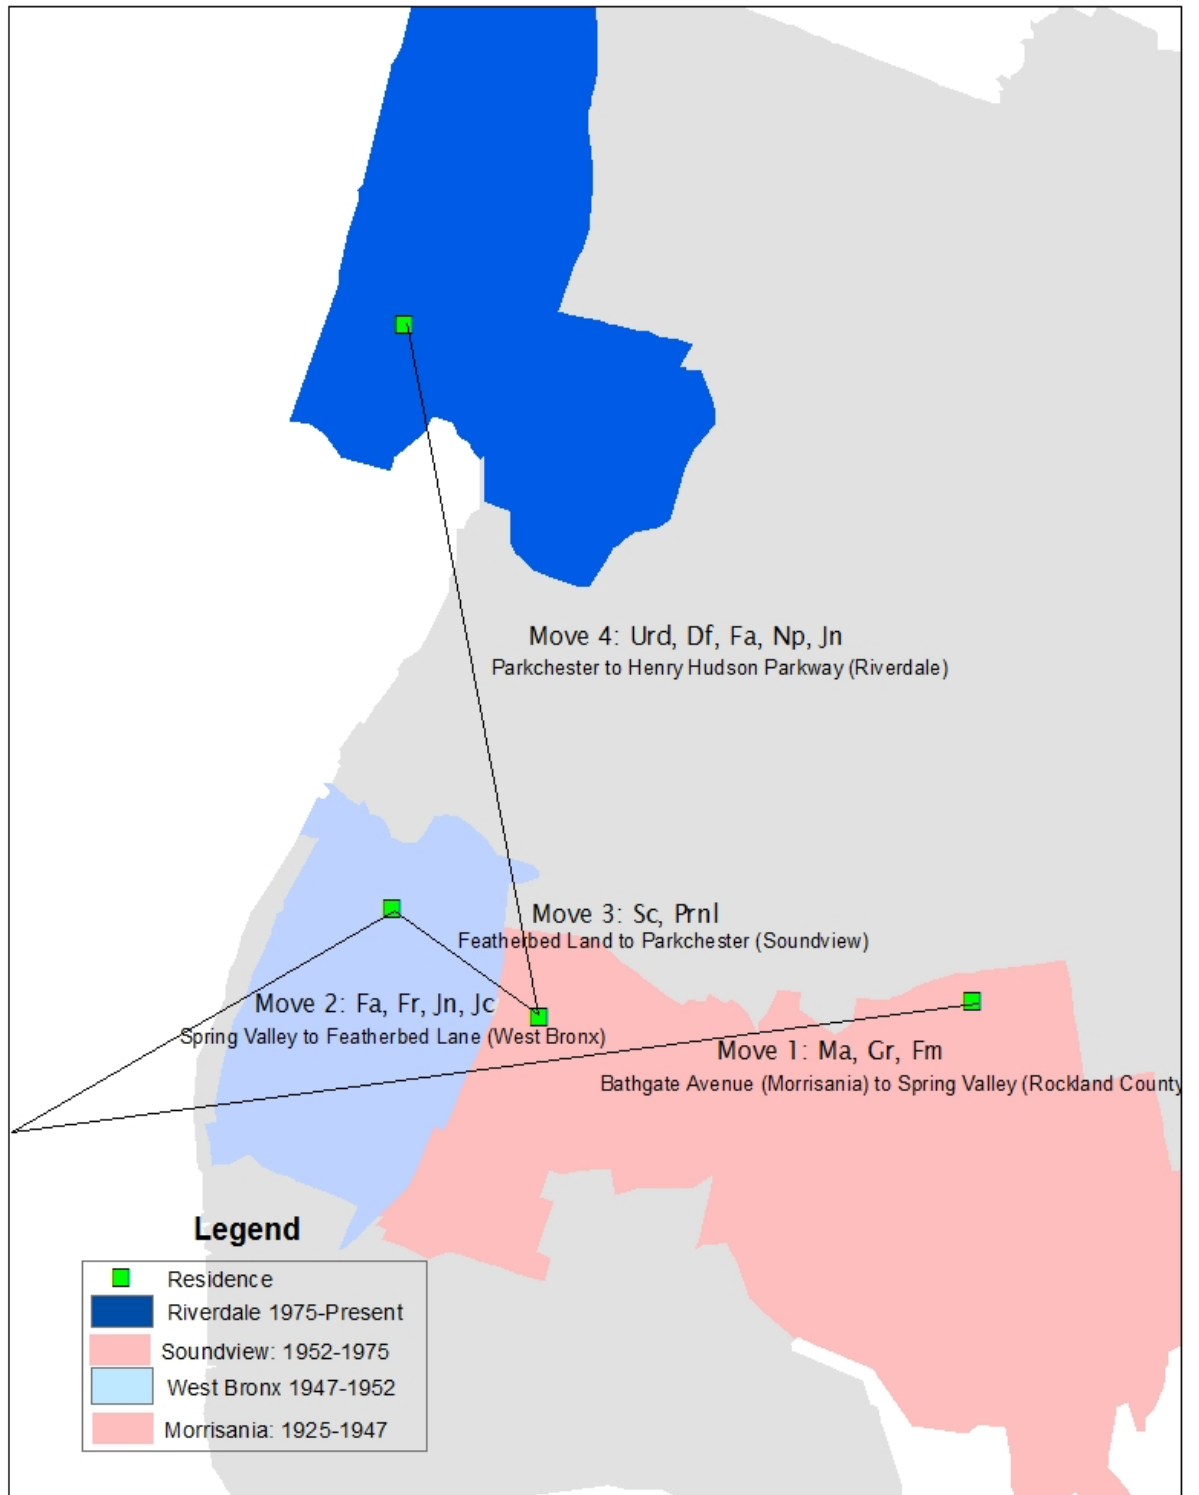 Move 4: Urd, Df, Fa, Np, Jn
Parkchester to Henry Hudson Parkway (Riverdale)
Move 3: Sc, Prnl
Featherbed Land to Parkchester (Soundview)
Move 2: Fa, Fr, Jn, Jc
Spring Valley to Featherbed Lane (West Bronx)
Move 1: Ma, Gr, Fm
Bathgate Avenue (Morrisania) to Spring Valley (Rockland County
Legend
Residence
Riverdale 1975-Present
Soundview: 1952-1975
West Bronx 1947-1952
Morrisania: 1925-1947